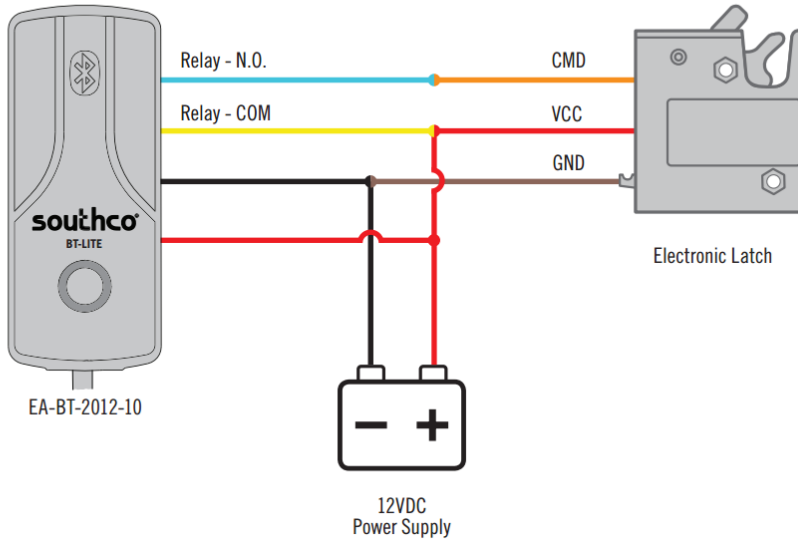 Relay - N.O.
CMD
Relay - COM
VCC
GND
southco®
BT-LITE
Electronic Latch
EA-BT-2012-10
− +
12VDC
Power Supply